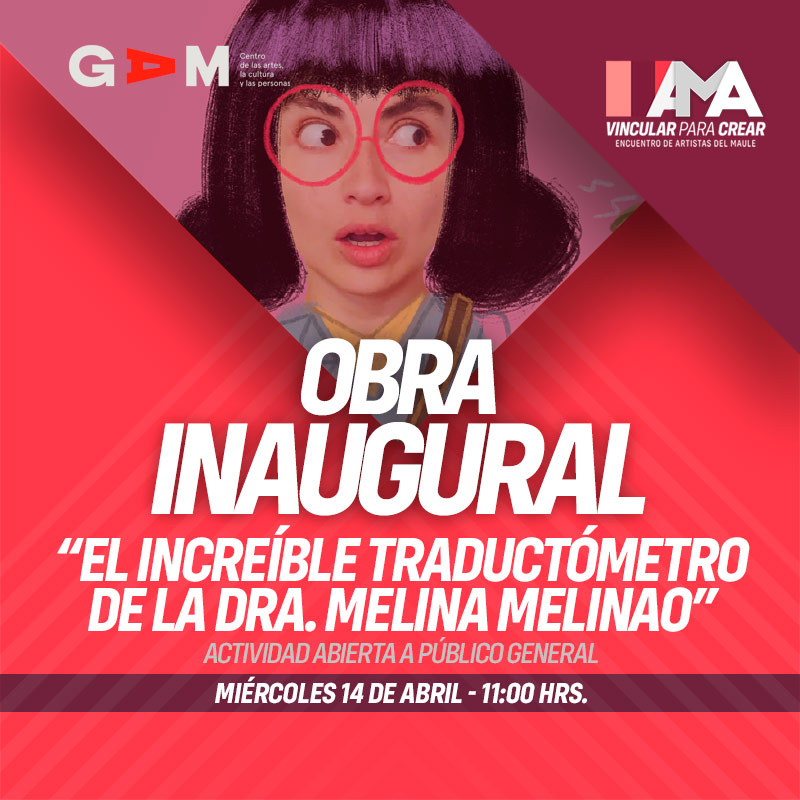 GAM
Centro
de las artes,
la cultura
y las personas
AMA
VINCULAR PARA CREAR
ENCUENTRO DE ARTISTAS DEL MAULE
OBRA
INAUGURAL
“EL INCREÍBLE TRADUCTÓMETRO
DE LA DRA. MELINA MELINAO”
ACTIVIDAD ABIERTA A PÚBLICO GENERAL
MIÉRCOLES 14 DE ABRIL - 11:00 HRS.